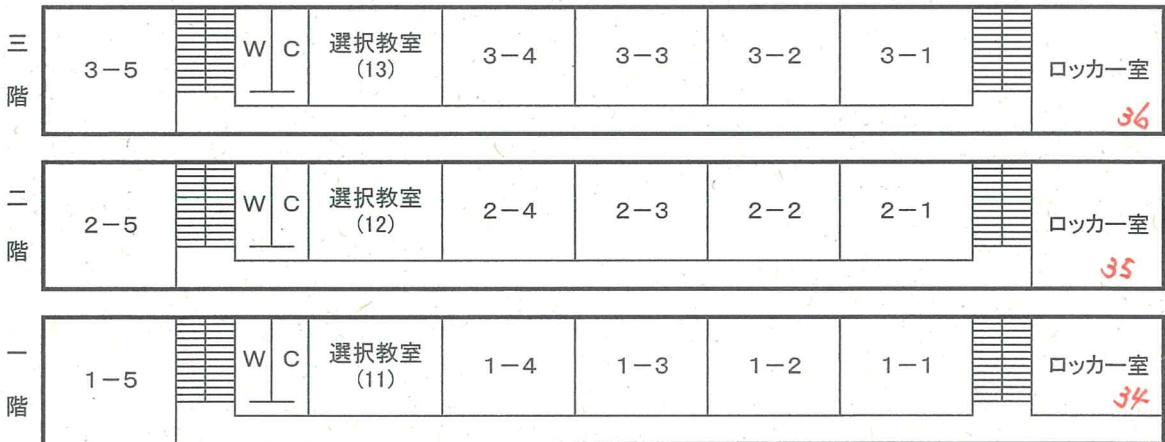 三階
3-5
W C
選択教室
(13)
3-4
3-3
3-2
3-1
ロッカー室
36
二階
2-5
W C
選択教室
(12)
2-4
2-3
2-2
2-1
ロッカー室
35
一階
1-5
W C
選択教室
(11)
1-4
1-3
1-2
1-1
ロッカー室
34